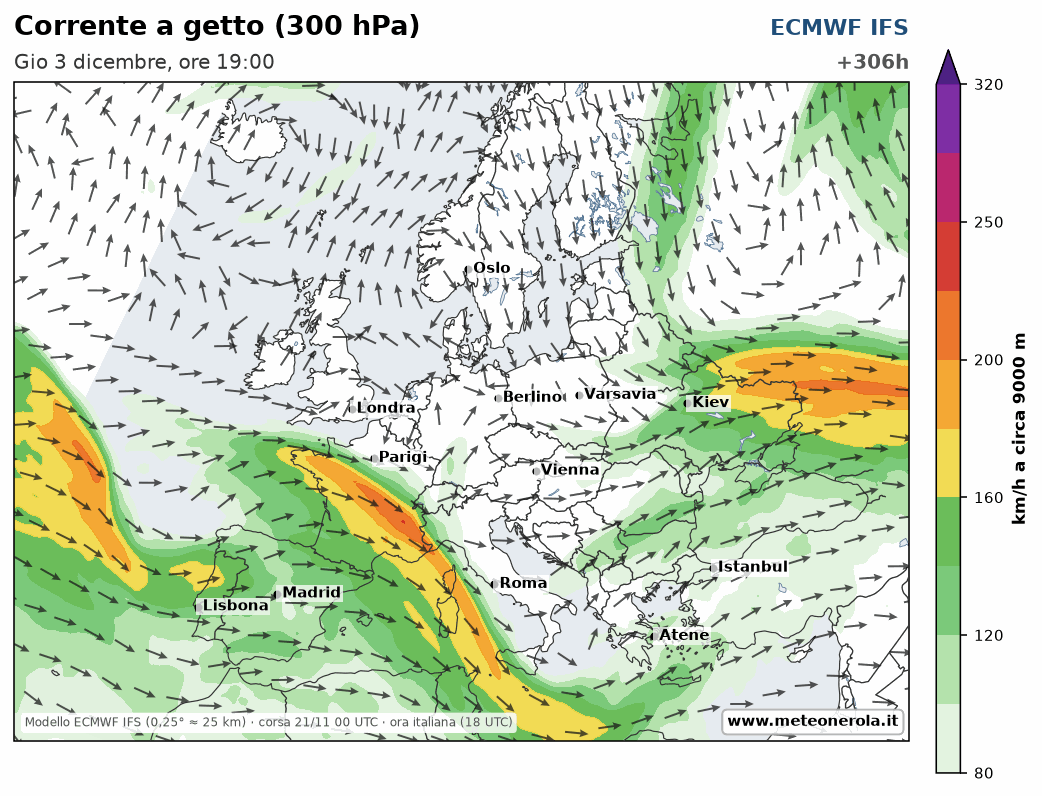 Corrente a getto (300 hPa)
ECMWF IFS
Gio 3 dicembre, ore 19:00
+306h
320
250
200
160
120
80
km/h a circa 9000 m
Oslo
Londra
Berlino
Varsavia
Kiev
Parigi
Vienna
Istanbul
Roma
Madrid
Lisbona
Atene
Modello ECMWF IFS (0,25° ≈ 25 km) · corsa 21/11 00 UTC · ora italiana (18 UTC)
www.meteonerola.it